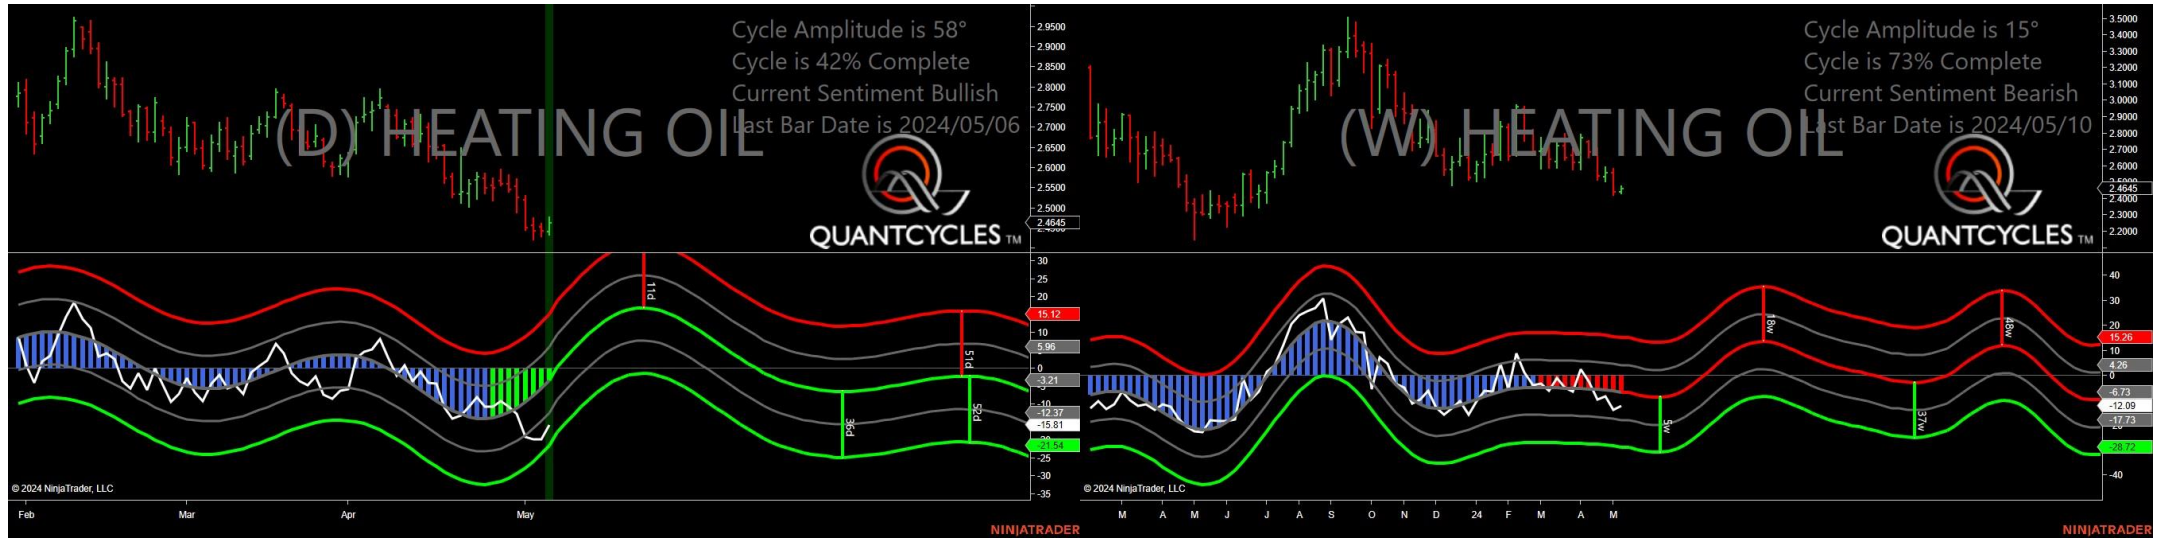 Cycle Amplitude is 58°
Cycle is 42% Complete
Current Sentiment Bullish
Last Bar Date is 2024/05/06
(D) HEATING OIL
QUANTCYCLES TM
2.9500
2.9000
2.8500
2.8000
2.7500
2.7000
2.6500
2.6000
2.5500
2.5000
2.4645
11d
36d
51d
52d
30
25
20
15.12
10
5.96
0
-3.21
-10
-12.37
-15.81
-21.54
-25
-30
-35
© 2024 NinjaTrader, LLC
Feb Mar Apr May
NINJATRADER
Cycle Amplitude is 15°
Cycle is 73% Complete
Current Sentiment Bearish
Last Bar Date is 2024/05/10
(W) HEATING OIL
QUANTCYCLES TM
3.5000
3.4000
3.3000
3.2000
3.1000
3.0000
2.9000
2.8000
2.7000
2.6000
2.4645
2.3000
2.2000
5w
18w
37w
48w
40
30
20
15.26
10
4.26
0
-6.73
-12.09
-17.73
-28.72
-40
© 2024 NinjaTrader, LLC
M A M J J A S O N D 24 F M A M
NINJATRADER